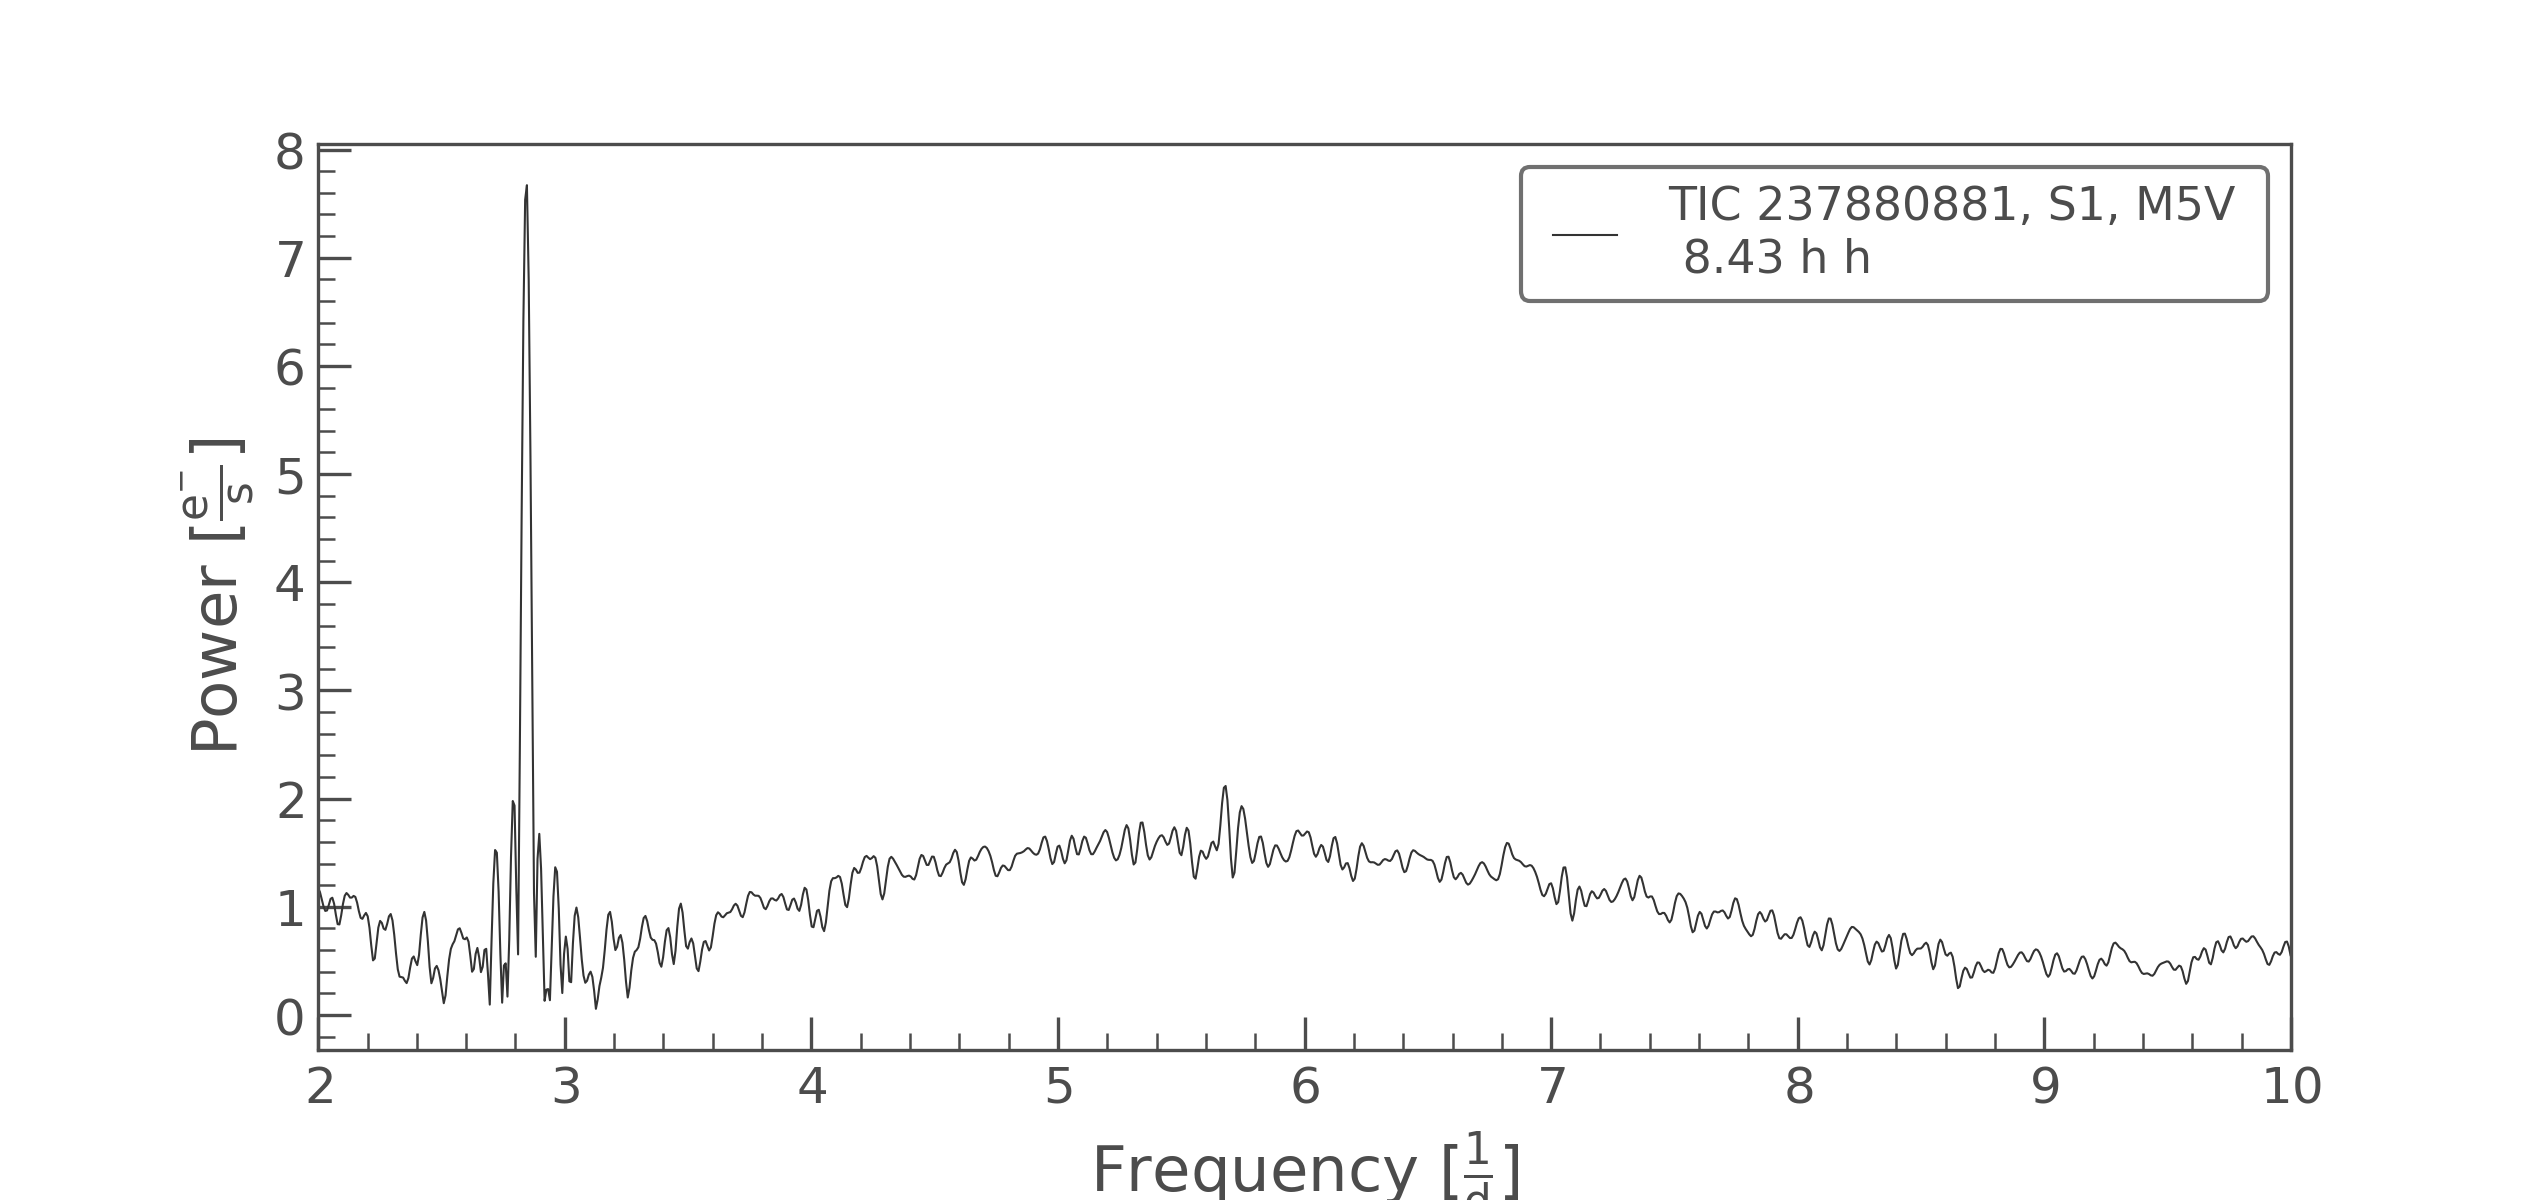 TIC 237880881, S1, M5V
8.43 h h
8
7
6
5
4
3
2
1
0
Power [e⁻/s]
2 3 4 5 6 7 8 9 10
Frequency [1/d]